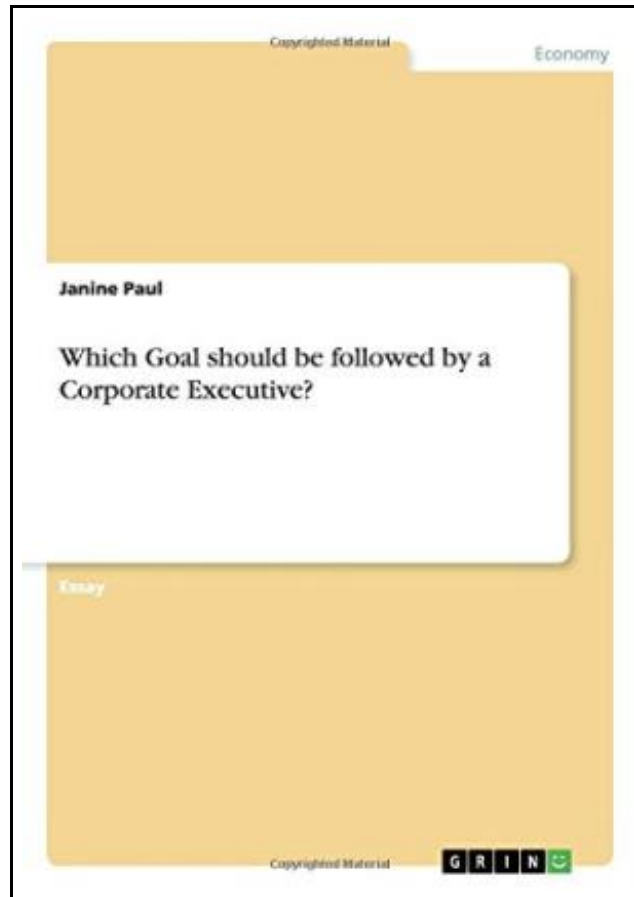 Copyrighted Material
Economy
Janine Paul
Which Goal should be followed by a
Corporate Executive?
Essay
Copyrighted Material
GRIN